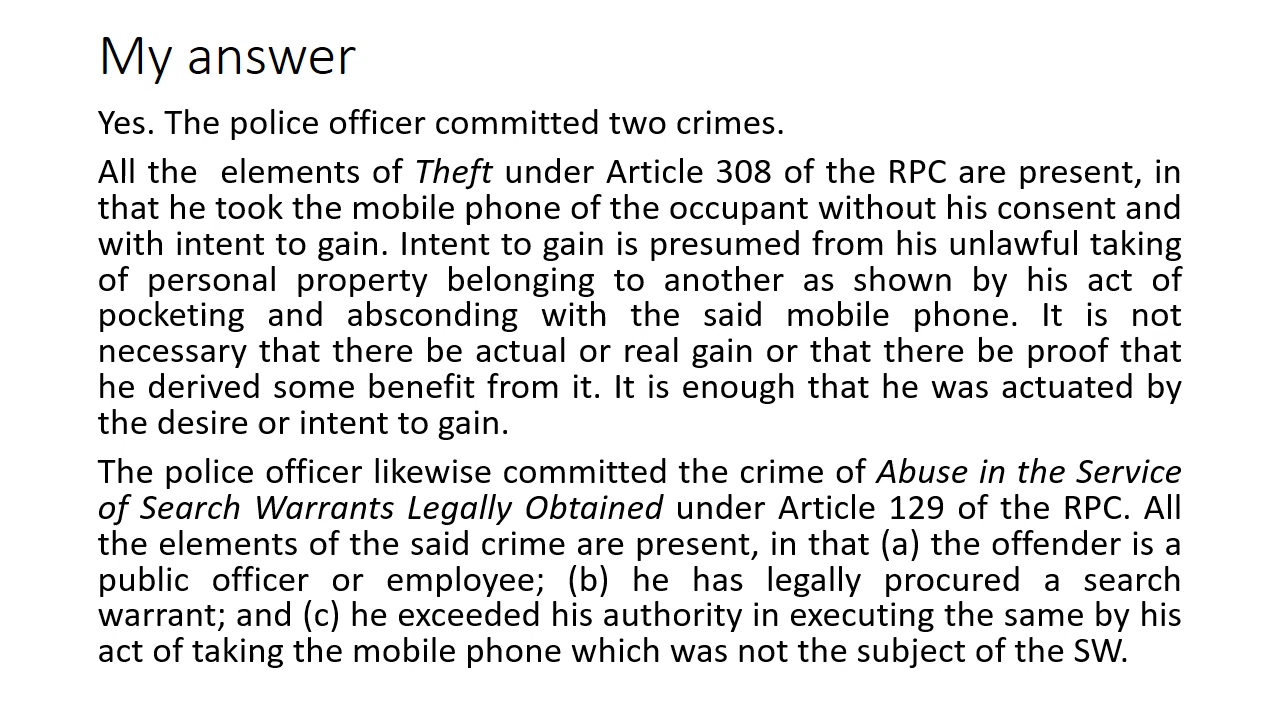 My answer
Yes. The police officer committed two crimes.
All the elements of Theft under Article 308 of the RPC are present, in
that he took the mobile phone of the occupant without his consent and
with intent to gain. Intent to gain is presumed from his unlawful taking
of personal property belonging to another as shown by his act of
pocketing and absconding with the said mobile phone. It is not
necessary that there be actual or real gain or that there be proof that
he derived some benefit from it. It is enough that he was actuated by
the desire or intent to gain.
The police officer likewise committed the crime of Abuse in the Service
of Search Warrants Legally Obtained under Article 129 of the RPC. All
the elements of the said crime are present, in that (a) the offender is a
public officer or employee; (b) he has legally procured a search
warrant; and (c) he exceeded his authority in executing the same by his
act of taking the mobile phone which was not the subject of the SW.